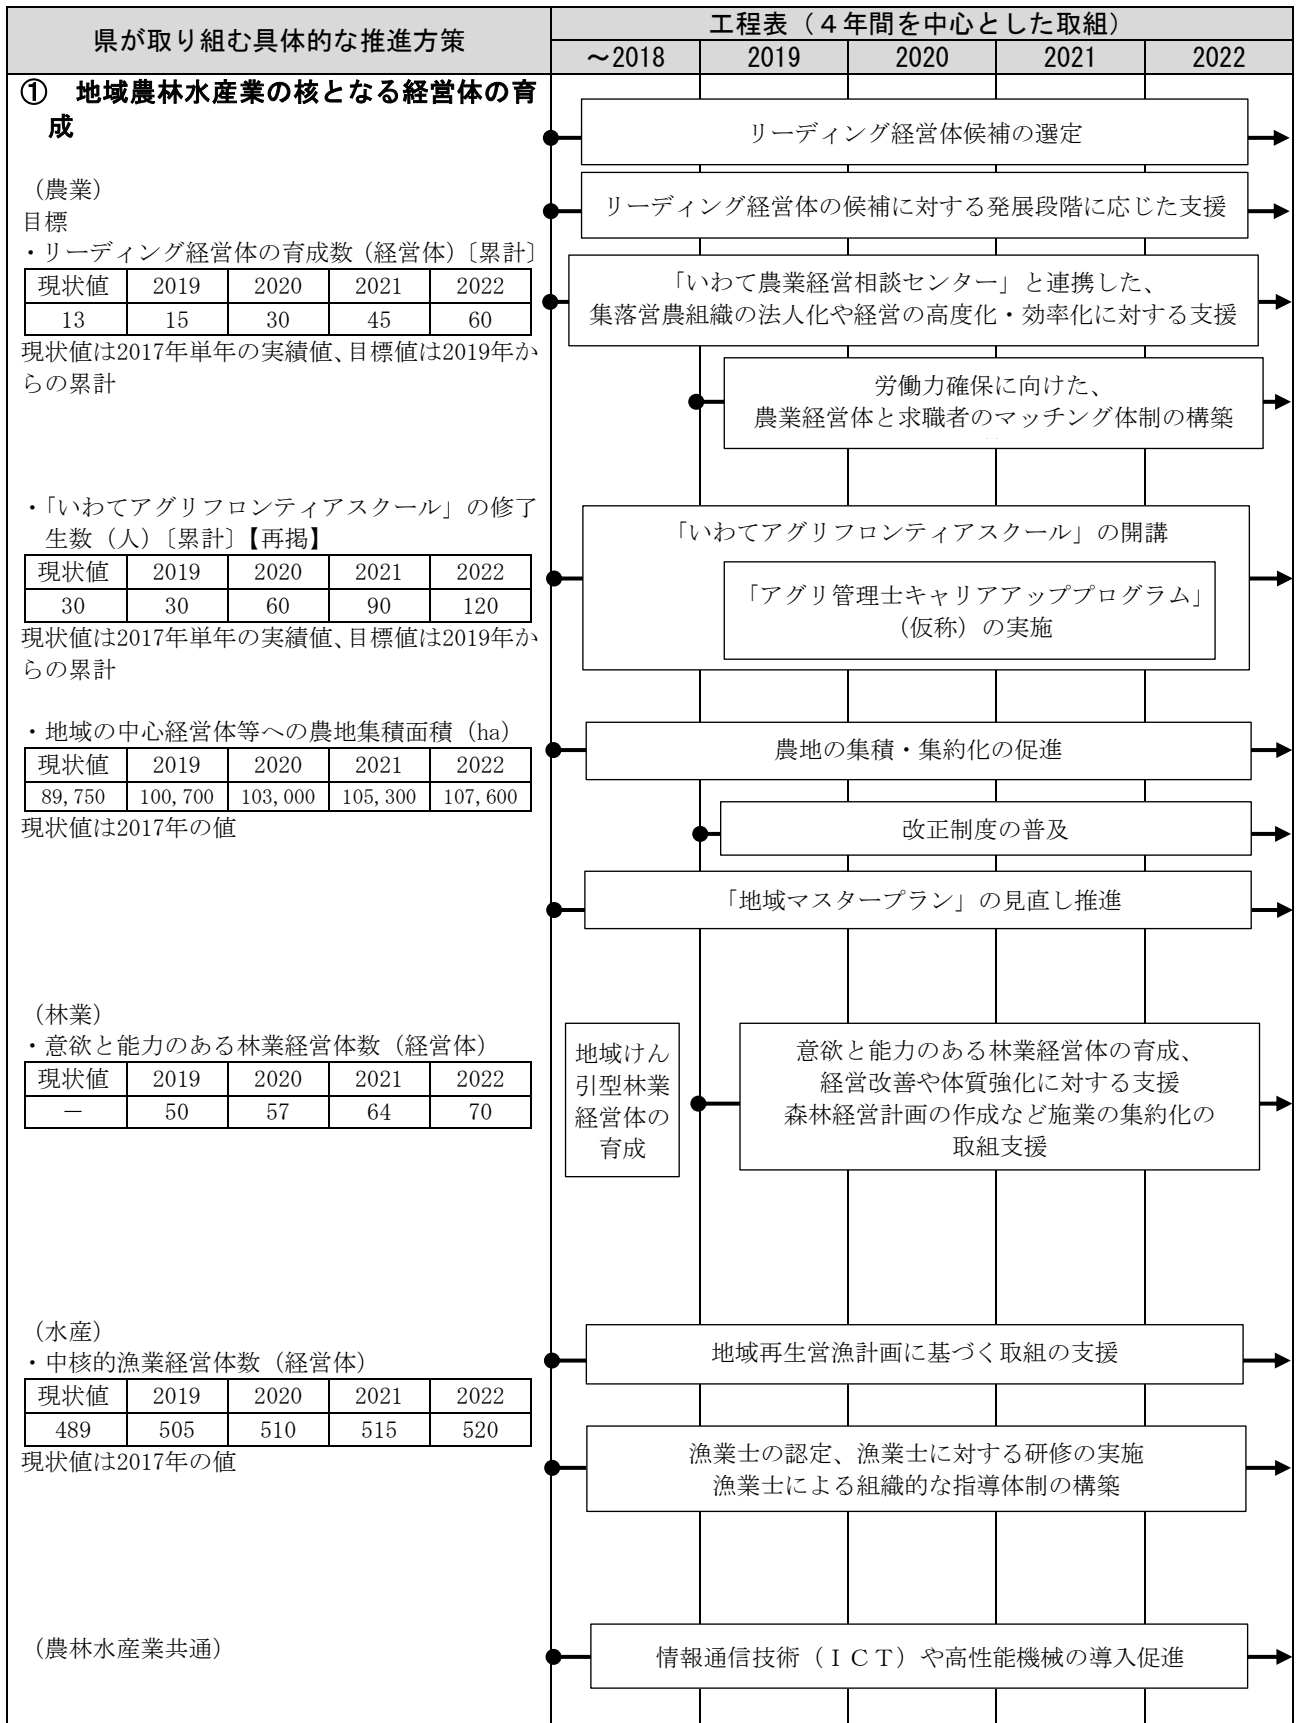 県が取り組む具体的な推進方策
工程表（４年間を中心とした取組）
～2018 2019 2020 2021 2022
① 地域農林水産業の核となる経営体の育
成
（農業）
目標
・リーディング経営体の育成数（経営体）〔累計〕
現状値 2019 2020 2021 2022
13 15 30 45 60
現状値は2017年単年の実績値、目標値は2019年か
らの累計
・「いわてアグリフロンティアスクール」の修了
生数（人）〔累計〕【再掲】
現状値 2019 2020 2021 2022
30 30 60 90 120
現状値は2017年単年の実績値、目標値は2019年か
らの累計
・地域の中心経営体等への農地集積面積（ha）
現状値 2019 2020 2021 2022
89,750 100,700 103,000 105,300 107,600
現状値は2017年の値
（林業）
・意欲と能力のある林業経営体数（経営体）
現状値 2019 2020 2021 2022
－ 50 57 64 70
（水産）
・中核的漁業経営体数（経営体）
現状値 2019 2020 2021 2022
489 505 510 515 520
現状値は2017年の値
（農林水産業共通）
リーディング経営体候補の選定
リーディング経営体の候補に対する発展段階に応じた支援
「いわて農業経営相談センター」と連携した、
集落営農組織の法人化や経営の高度化・効率化に対する支援
労働力確保に向けた、
農業経営体と求職者のマッチング体制の構築
「いわてアグリフロンティアスクール」の開講
「アグリ管理士キャリアアッププログラム」
（仮称）の実施
農地の集積・集約化の促進
改正制度の普及
「地域マスタープラン」の見直し推進
地域けん
引型林業
経営体の
育成
意欲と能力のある林業経営体の育成、
経営改善や体質強化に対する支援
森林経営計画の作成など施業の集約化の
取組支援
地域再生営漁計画に基づく取組の支援
漁業士の認定、漁業士に対する研修の実施
漁業士による組織的な指導体制の構築
情報通信技術（ＩＣＴ）や高性能機械の導入促進